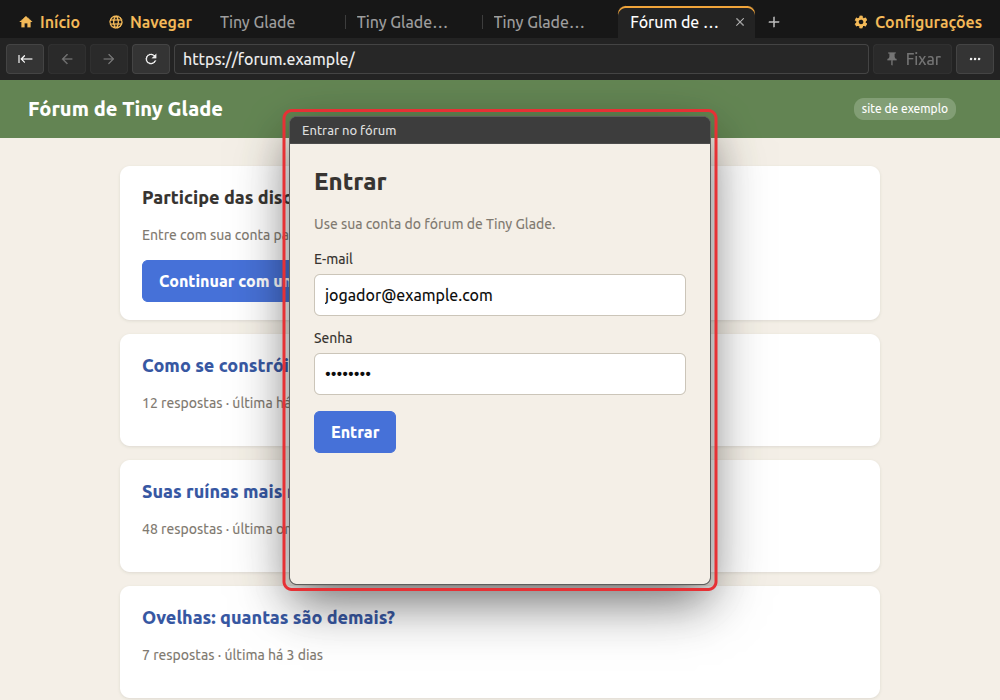 Início
Navegar
Tiny Glade
Tiny Glade…
Tiny Glade…
Fórum de …
Configurações
https://forum.example/
Fixar
Fórum de Tiny Glade
site de exemplo
Entrar no fórum
Participe das disc
Entre com sua conta pa
Continuar com u
Entrar
Use sua conta do fórum de Tiny Glade.
E-mail
jogador@example.com
Senha
••••••••
Entrar
Como se constrói
12 respostas · última há
Suas ruínas mais
48 respostas · última o
Ovelhas: quantas são demais?
7 respostas · última há 3 dias